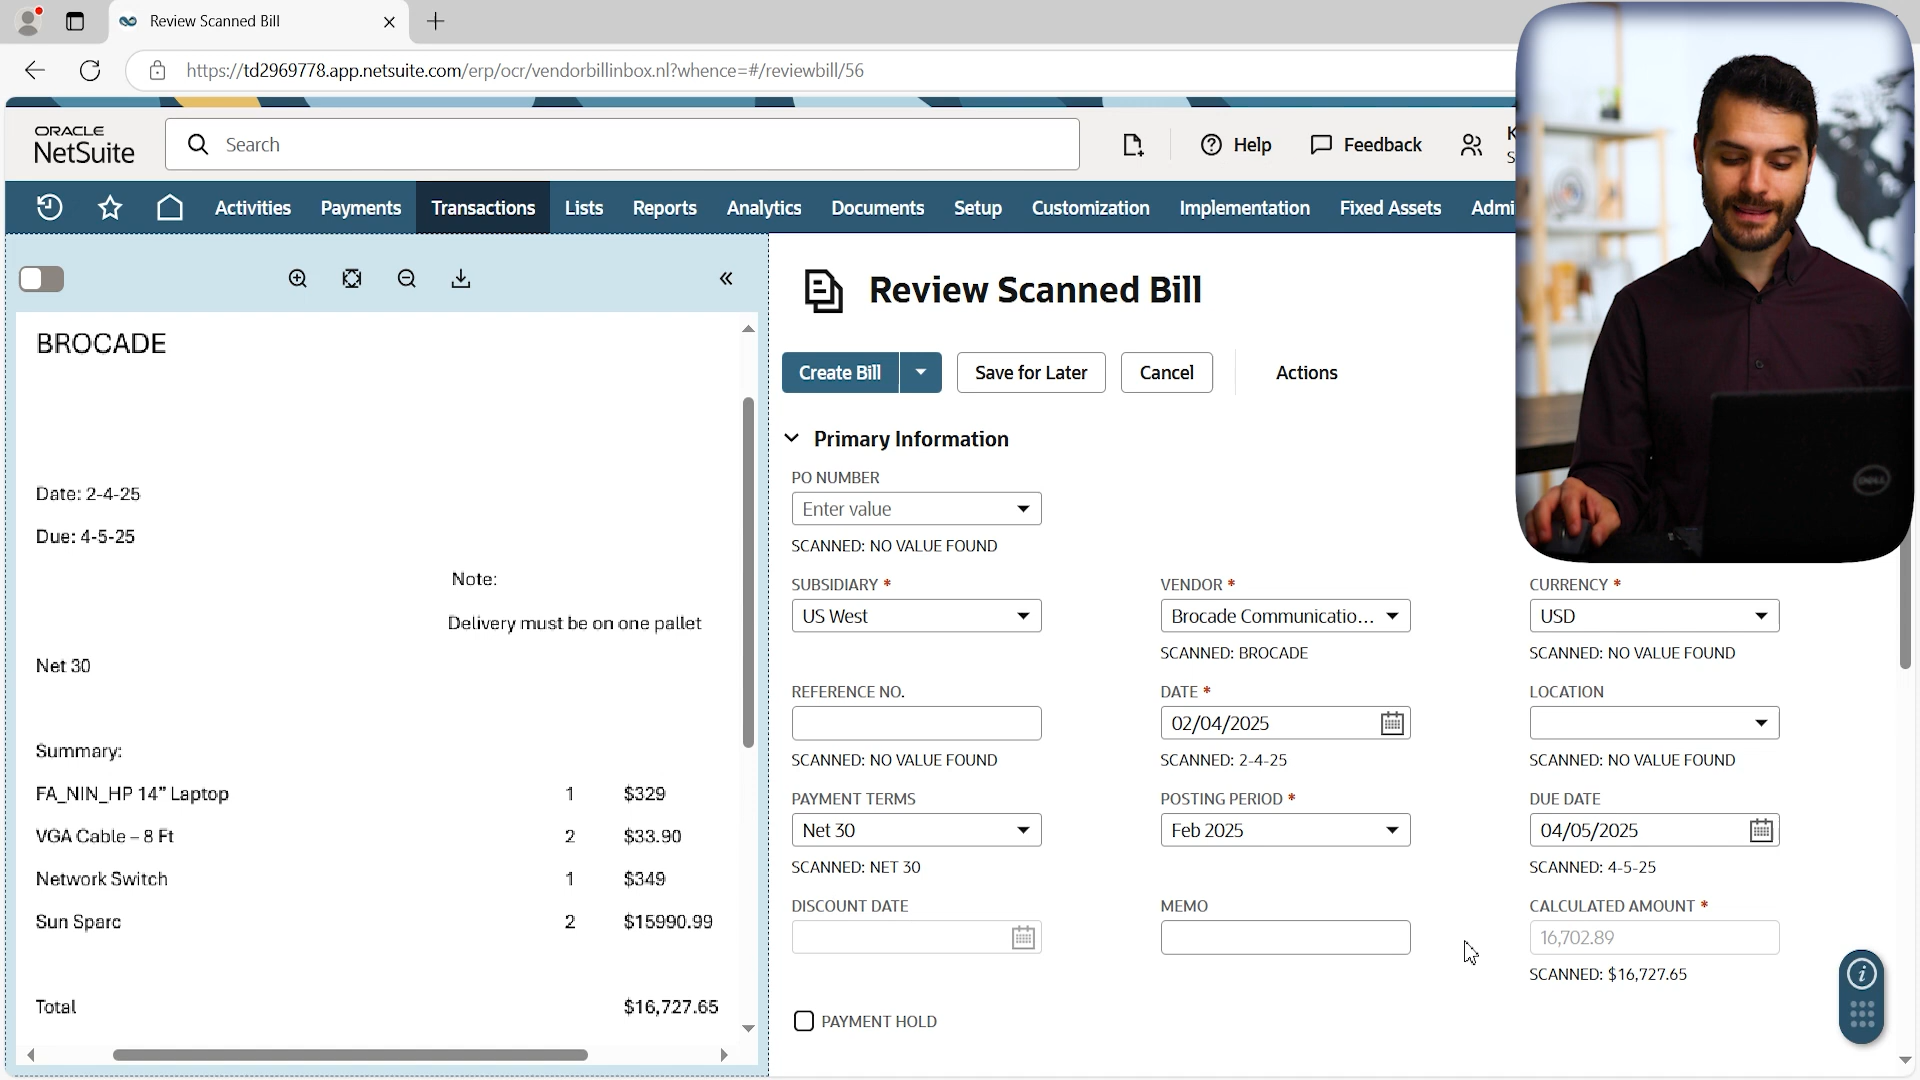 Review Scanned Bill
https://td2969778.app.netsuite.com/erp/ocr/vendorbillinbox.nl?whence=#/reviewbill/56
ORACLE
NetSuite
Search
Help
Feedback
K
S
Activities
Payments
Transactions
Lists
Reports
Analytics
Documents
Setup
Customization
Implementation
Fixed Assets
Admi
BROCADE
Date: 2-4-25
Due: 4-5-25
Note:
Delivery must be on one pallet
Net 30
Summary:
FA_NIN_HP 14” Laptop 1 $329
VGA Cable – 8 Ft 2 $33.90
Network Switch 1 $349
Sun Sparc 2 $15990.99
Total $16,727.65
Review Scanned Bill
Create Bill
Save for Later
Cancel
Actions
Primary Information
PO NUMBER
Enter value
SCANNED: NO VALUE FOUND
SUBSIDIARY * VENDOR * CURRENCY *
US West Brocade Communicatio... USD
SCANNED: BROCADE SCANNED: NO VALUE FOUND
REFERENCE NO. DATE * LOCATION
02/04/2025
SCANNED: NO VALUE FOUND SCANNED: 2-4-25 SCANNED: NO VALUE FOUND
PAYMENT TERMS POSTING PERIOD * DUE DATE
Net 30 Feb 2025 04/05/2025
SCANNED: NET 30 SCANNED: 4-5-25
DISCOUNT DATE MEMO CALCULATED AMOUNT *
16,702.89
SCANNED: $16,727.65
PAYMENT HOLD
DELL